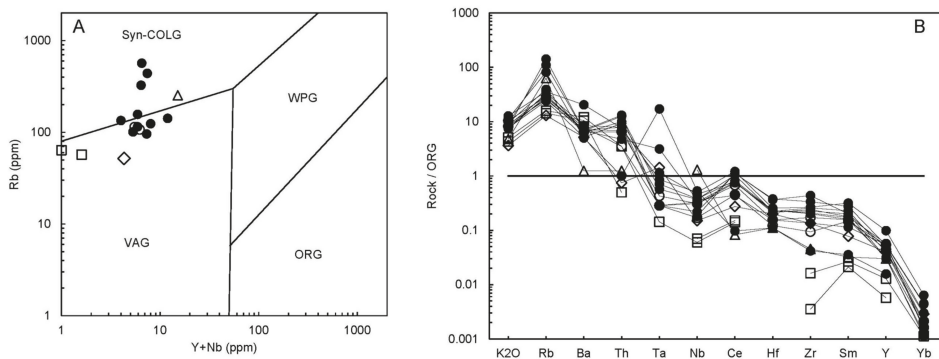 A
Rb (ppm)
1000
100
10
1
Syn-COLG
WPG
VAG
ORG
1
10
100
1000
Y+Nb (ppm)
B
Rock / ORG
1000
100
10
1
0.1
0.01
0.001
K2O Rb Ba Th Ta Nb Ce Hf Zr Sm Y Yb